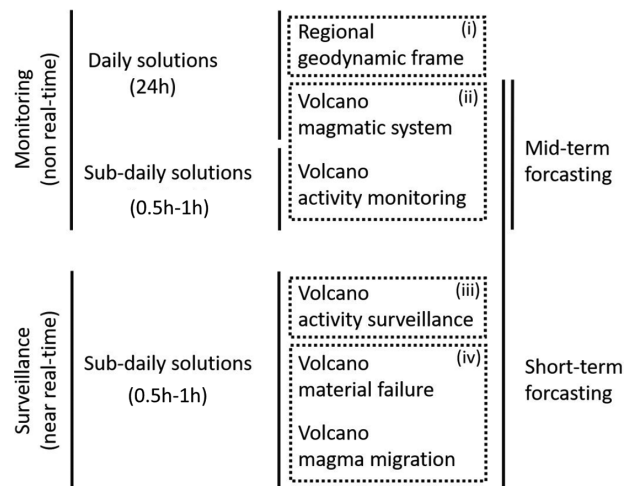 Monitoring
(non real-time)
Daily solutions
(24h)
Sub-daily solutions
(0.5h-1h)
Regional (i)
geodynamic frame
Volcano (ii)
magmatic system
Volcano
activity monitoring
Mid-term
forcasting
Surveillance
(near real-time)
Sub-daily solutions
(0.5h-1h)
Volcano (iii)
activity surveillance
Volcano (iv)
material failure
Volcano
magma migration
Short-term
forcasting